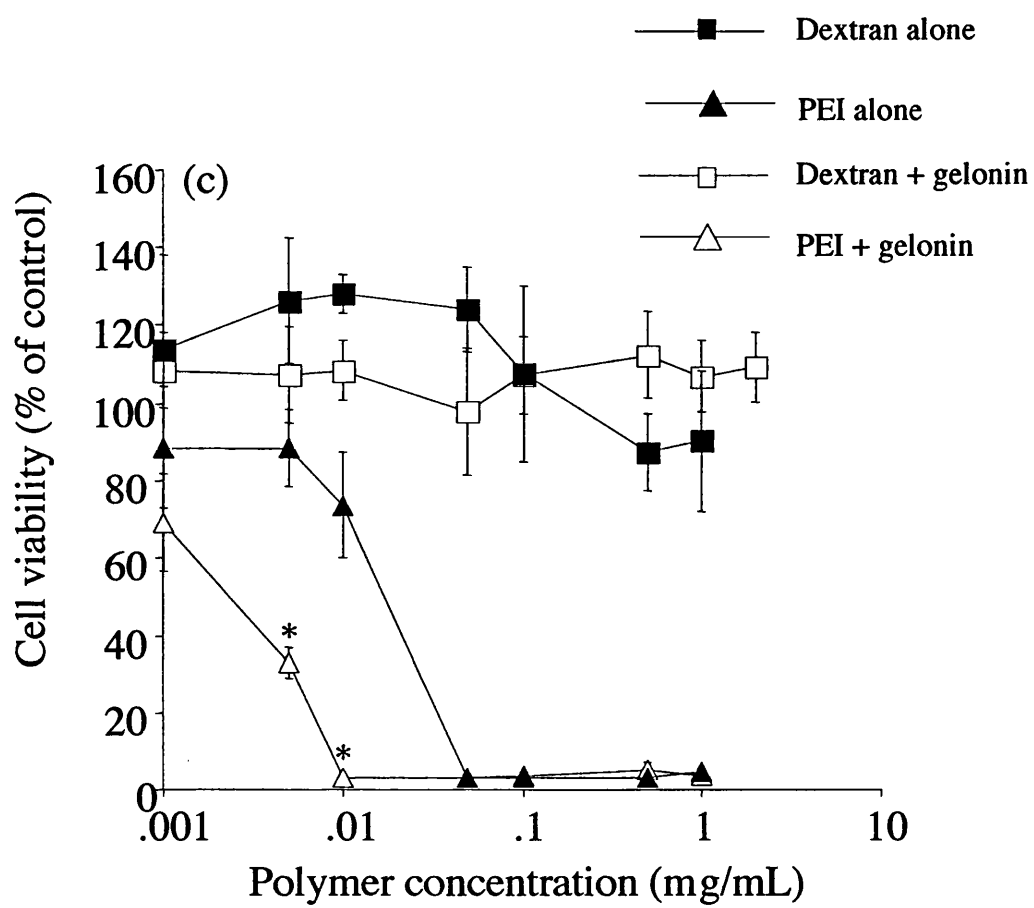 Dextran alone
PEI alone
Dextran + gelonin
PEI + gelonin
(c)
Cell viability (% of control)
160
140
120
100
80
60
40
20
0
*
*
.001
.01
.1
1
10
Polymer concentration (mg/mL)